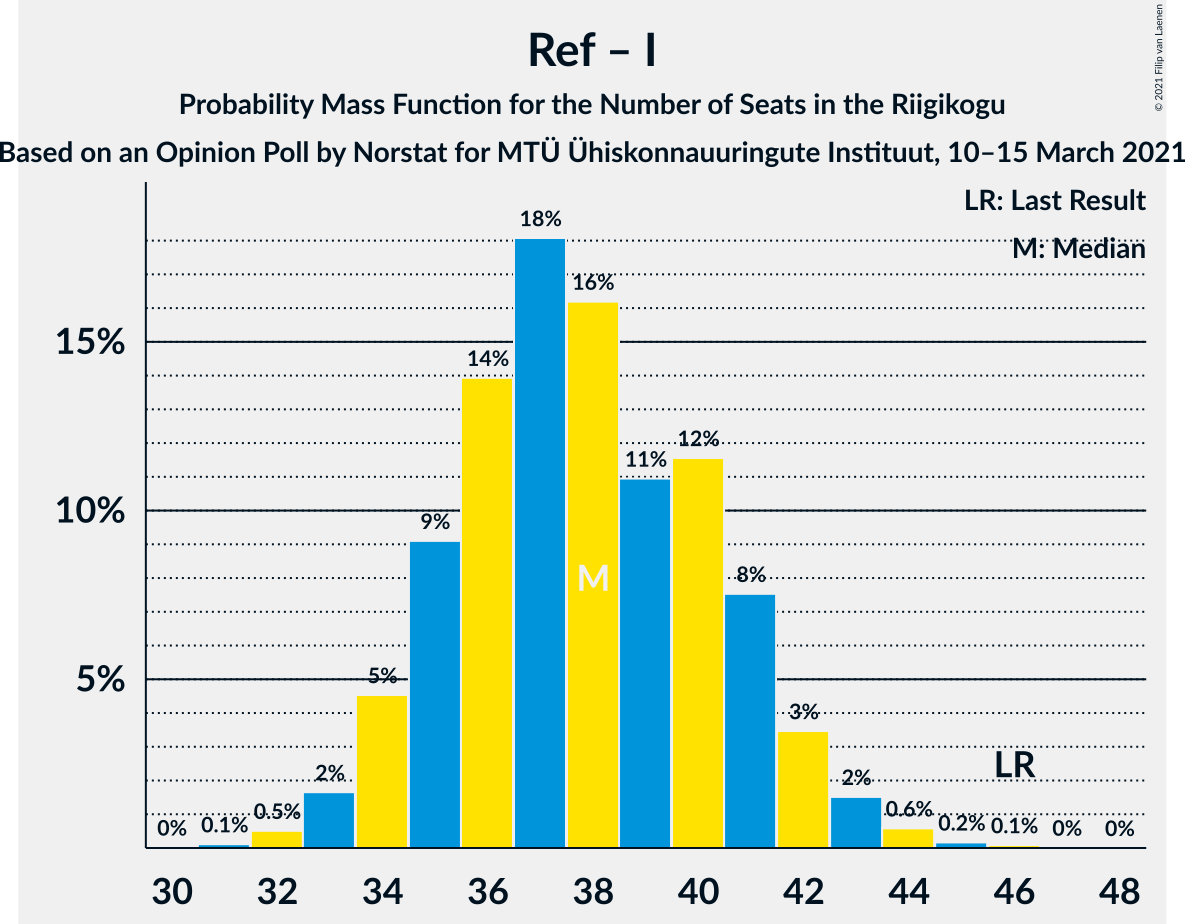 Ref – I
Probability Mass Function for the Number of Seats in the Riigikogu
Based on an Opinion Poll by Norstat for MTÜ Ühiskonnauuringute Instituut, 10–15 March 2021
© 2021 Filip van Laenen
LR: Last Result
M: Median
18%
16%
15%
14%
12%
11%
10%
9%
M
8%
5%
5%
3%
LR
2%
2%
0% 0.1% 0.5% 0.6% 0.2% 0.1% 0% 0%
30 32 34 36 38 40 42 44 46 48